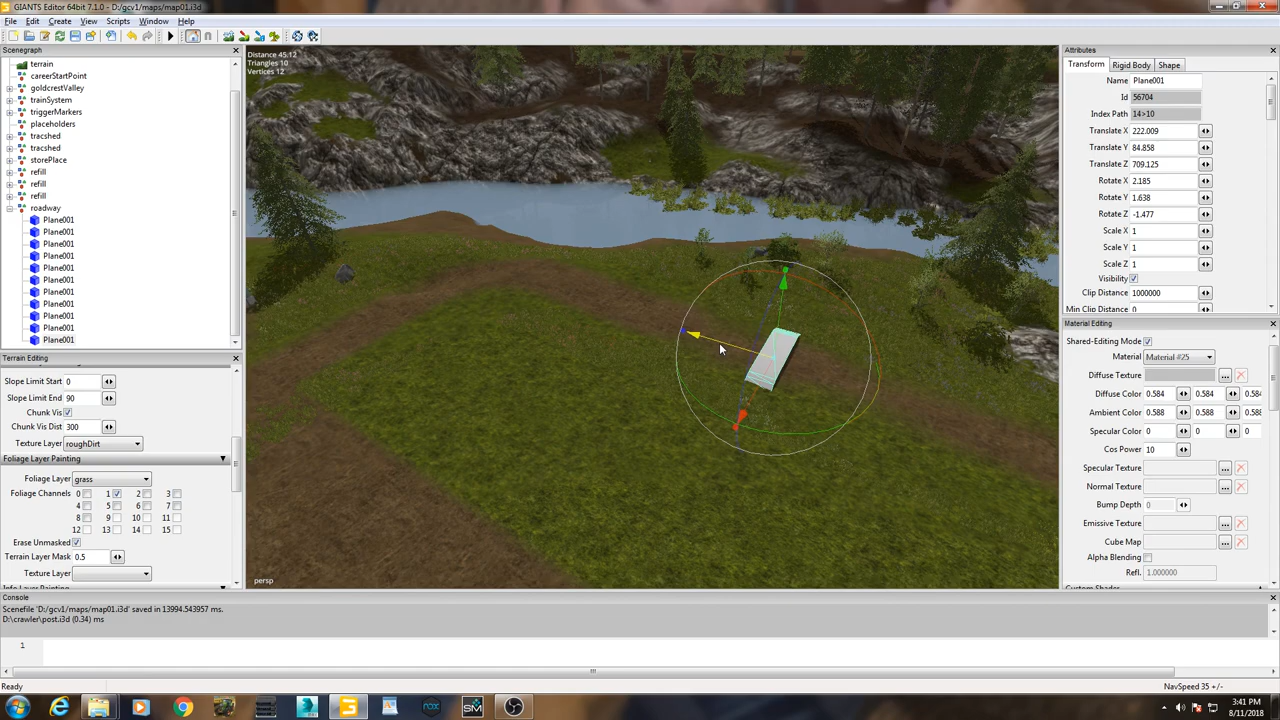 GIANTS Editor 64bit 7.1.0 - D:/gcv1/maps/map01.i3d
File Edit Create View Scripts Window Help
Scenegraph
terrain
careerStartPoint
goldcrestValley
trainSystem
triggerMarkers
placeholders
tracshed
tracshed
storePlace
refill
refill
refill
roadway
Plane001
Plane001
Plane001
Plane001
Plane001
Plane001
Plane001
Plane001
Plane001
Plane001
Plane001
Terrain Editing
Slope Limit Start 0
Slope Limit End 90
Chunk Vis
Chunk Vis Dist 300
Texture Layer roughDirt
Foliage Layer Painting
Foliage Layer grass
Foliage Channels 0 1 2 3
4 5 6 7
8 9 10 11
12 13 14 15
Erase Unmasked
Terrain Layer Mask 0.5
Texture Layer
Distance 45.12
Triangles 10
Vertices 12
persp
Attributes
Transform Rigid Body Shape
Name Plane001
Id 56704
Index Path 14>10
Translate X 222.009
Translate Y 84.858
Translate Z 709.125
Rotate X 2.185
Rotate Y 1.638
Rotate Z -1.477
Scale X 1
Scale Y 1
Scale Z 1
Visibility
Clip Distance 1000000
Min Clip Distance 0
Material Editing
Shared-Editing Mode
Material Material #25
Diffuse Texture ...
Diffuse Color 0.584 0.584 0.584
Ambient Color 0.588 0.588 0.588
Specular Color 0 0 0
Cos Power 10
Specular Texture ...
Normal Texture ...
Bump Depth 0
Emissive Texture ...
Cube Map ...
Alpha Blending
Refl. 1.000000
Custom Shader
Console
Scenefile 'D:/gcv1/maps/map01.i3d' saved in 13994.543957 ms.
D:\crawler\post.i3d (0.34) ms
1
Ready
NavSpeed 35 +/-
3:41 PM
8/11/2018